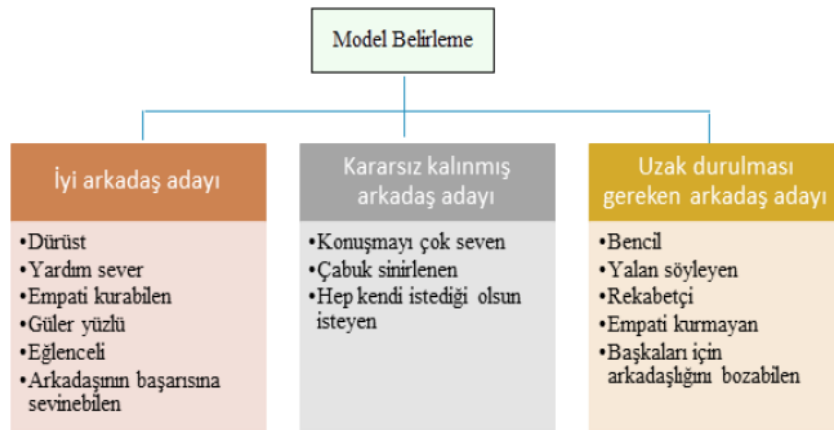 Model Belirleme
İyi arkadaş adayı
•Dürüst
•Yardım sever
•Empati kurabilen
•Güler yüzlü
•Eğlenceli
•Arkadaşının başarısına
sevinebilen
Kararsız kalınmış
arkadaş adayı
•Konuşmayı çok seven
•Çabuk sinirlenen
•Hep kendi istediği olsun
isteyen
Uzak durulması
gereken arkadaş adayı
•Bencil
•Yalan söyleyen
•Rekabetçi
•Empati kurmayan
•Başkaları için
arkadaşlığını bozabilen